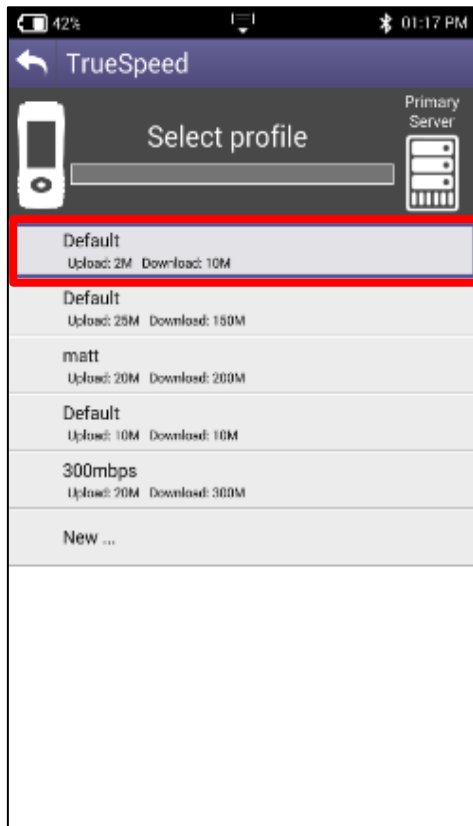 42%
01:17 PM
TrueSpeed
Primary
Server
Select profile
Default
Upload: 2M Download: 10M
Default
Upload: 25M Download: 150M
matt
Upload: 20M Download: 200M
Default
Upload: 10M Download: 10M
300mbps
Upload: 20M Download: 300M
New ...